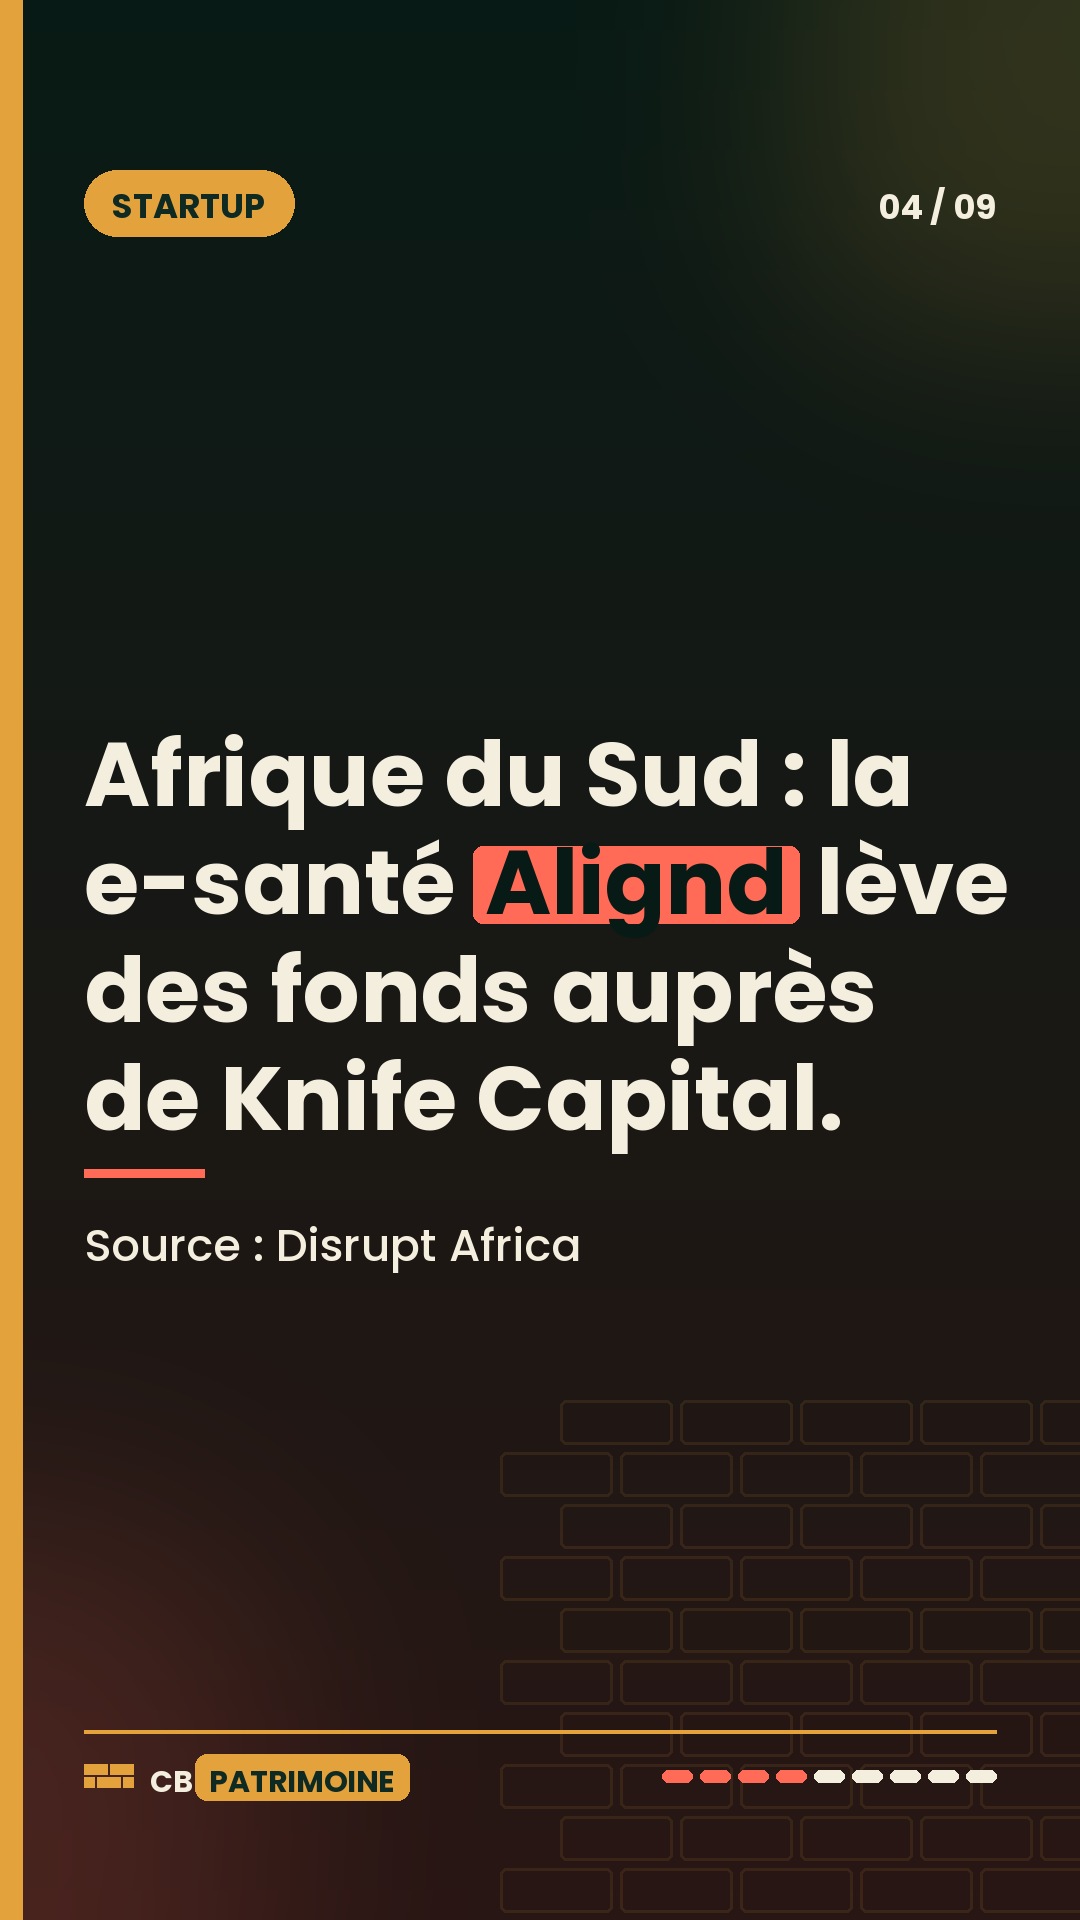 STARTUP
04 / 09
Afrique du Sud : la
e-santé Alignd lève
des fonds auprès
de Knife Capital.
Source : Disrupt Africa
CB PATRIMOINE